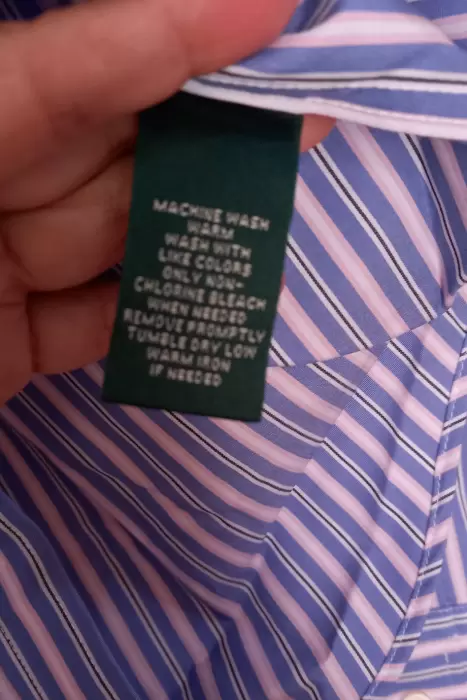 MACHINE WASH
WARM
WASH WITH
LIKE COLORS
ONLY NON-
CHLORINE BLEACH
WHEN NEEDED
REMOVE PROMPTLY
TUMBLE DRY LOW
WARM IRON
IF NEEDED